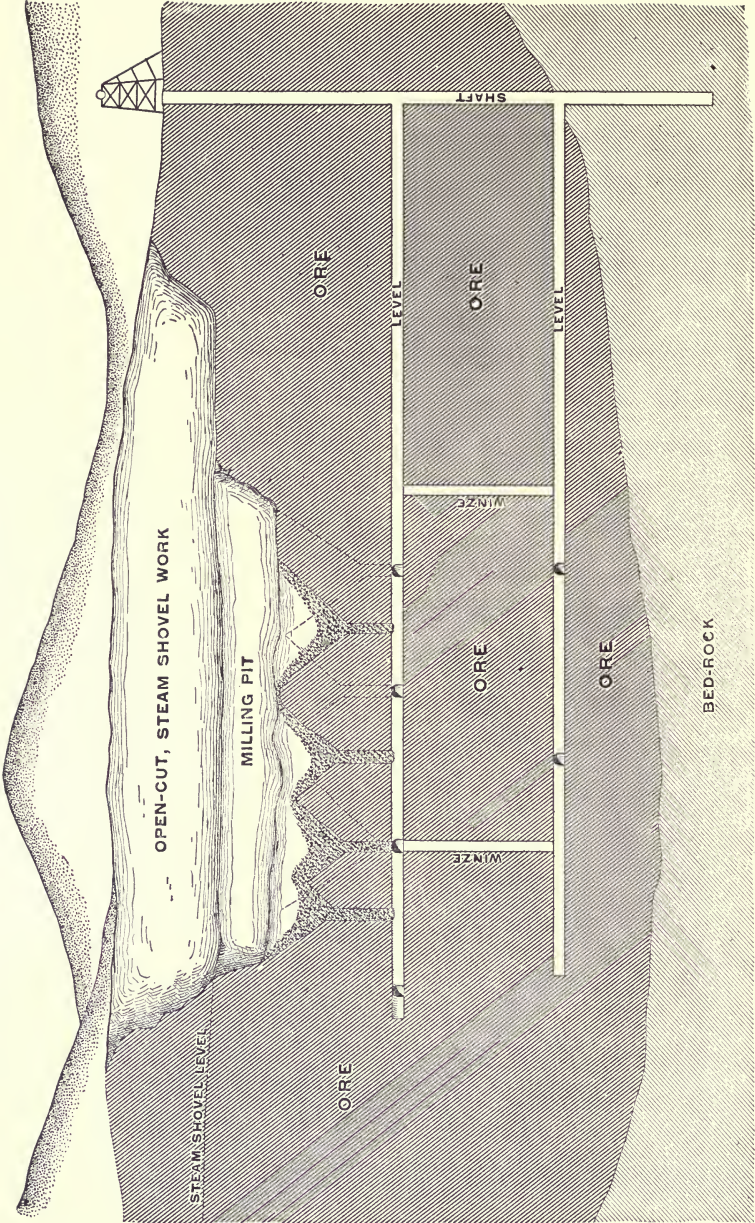 OPEN-CUT, STEAM SHOVEL WORK
MILLING PIT
STEAM SHOVEL LEVEL
ORE
ORE
LEVEL
SHAFT
ORE
WINZE
ORE
WINZE
LEVEL
ORE
BED-ROCK